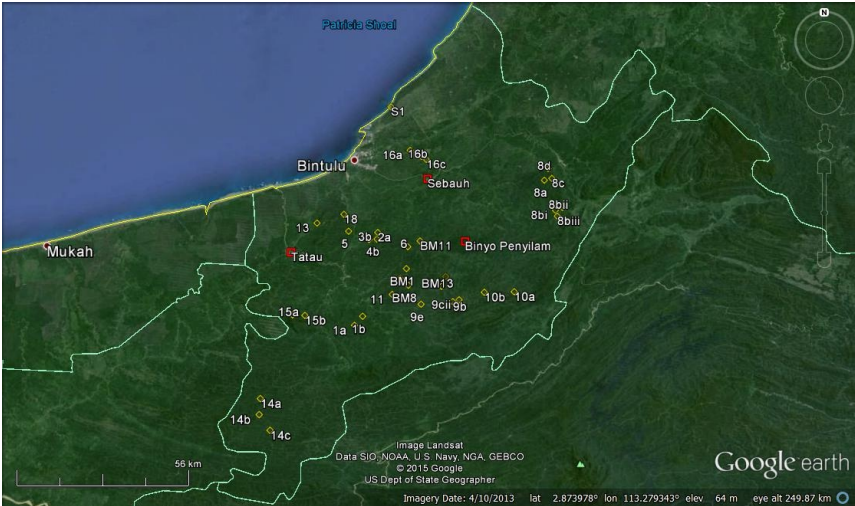 Patricia Shoal
N
S1
16a 16b
16c
Bintulu
Sebauh
8d
8c
8a
8bii
8bi
8biii
18
13
5
3b 2a
4b
6
BM11
Binyo Penyilam
Mukah
Tatau
BM1
BM13
11
BM8
9cii
9b
10b
10a
9e
15a
15b
1a
1b
14a
14b
14c
56 km
Image Landsat
Data SIO, NOAA, U.S. Navy, NGA, GEBCO
© 2015 Google
US Dept of State Geographer
Google earth
Imagery Date: 4/10/2013 lat 2.873978° lon 113.279343° elev 64 m eye alt 249.87 km